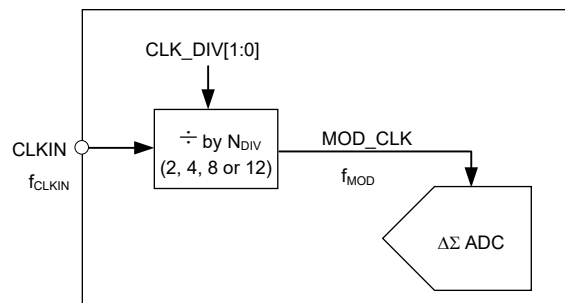 CLK_DIV[1:0]
÷ by NDIV
(2, 4, 8 or 12)
CLKIN
fCLKIN
MOD_CLK
fMOD
ΔΣ ADC